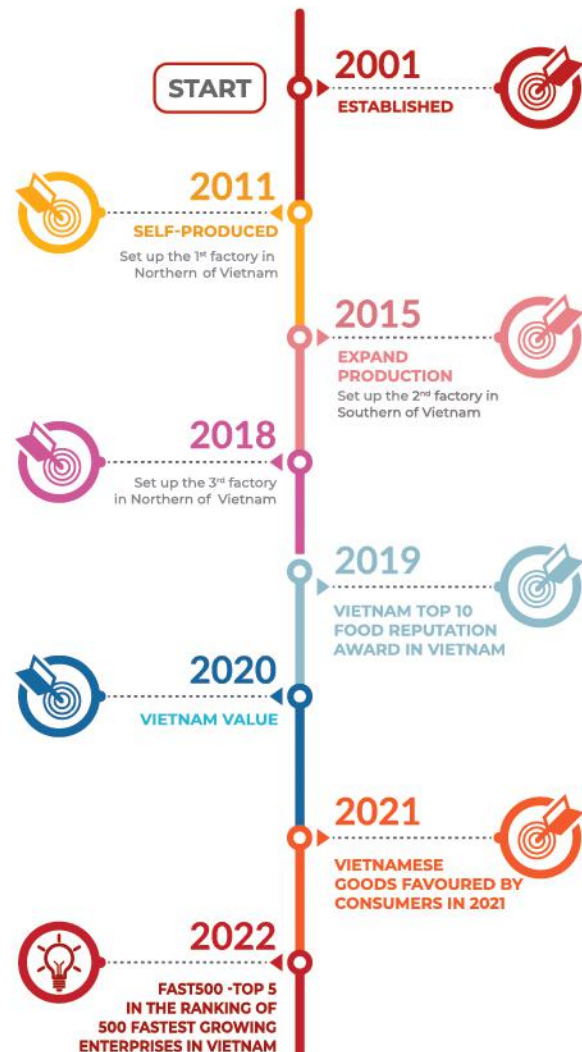 START
2001
ESTABLISHED
2011
SELF-PRODUCED
Set up the 1st factory in
Northern of Vietnam
2015
EXPAND
PRODUCTION
Set up the 2nd factory in
Southern of Vietnam
2018
Set up the 3rd factory
in Northern of Vietnam
2019
VIETNAM TOP 10
FOOD REPUTATION
AWARD IN VIETNAM
2020
VIETNAM VALUE
2021
VIETNAMESE
GOODS FAVOURED BY
CONSUMERS IN 2021
2022
FAST500 -TOP 5
IN THE RANKING OF
500 FASTEST GROWING
ENTERPRISES IN VIETNAM